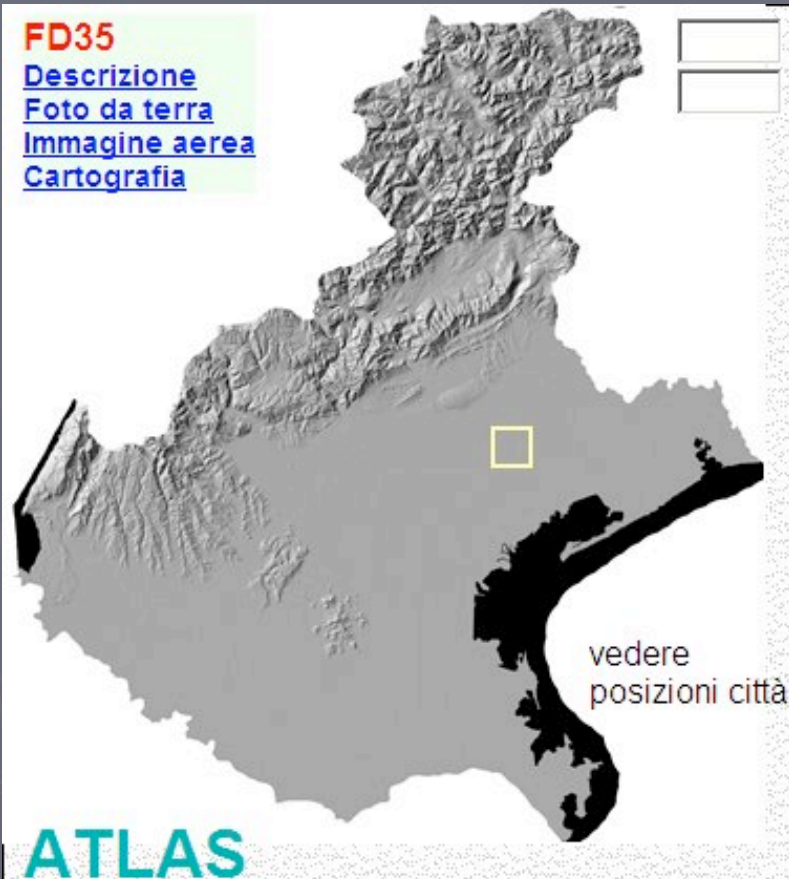 FD35
Descrizione
Foto da terra
Immagine aerea
Cartografia
vedere
posizioni città
ATLAS